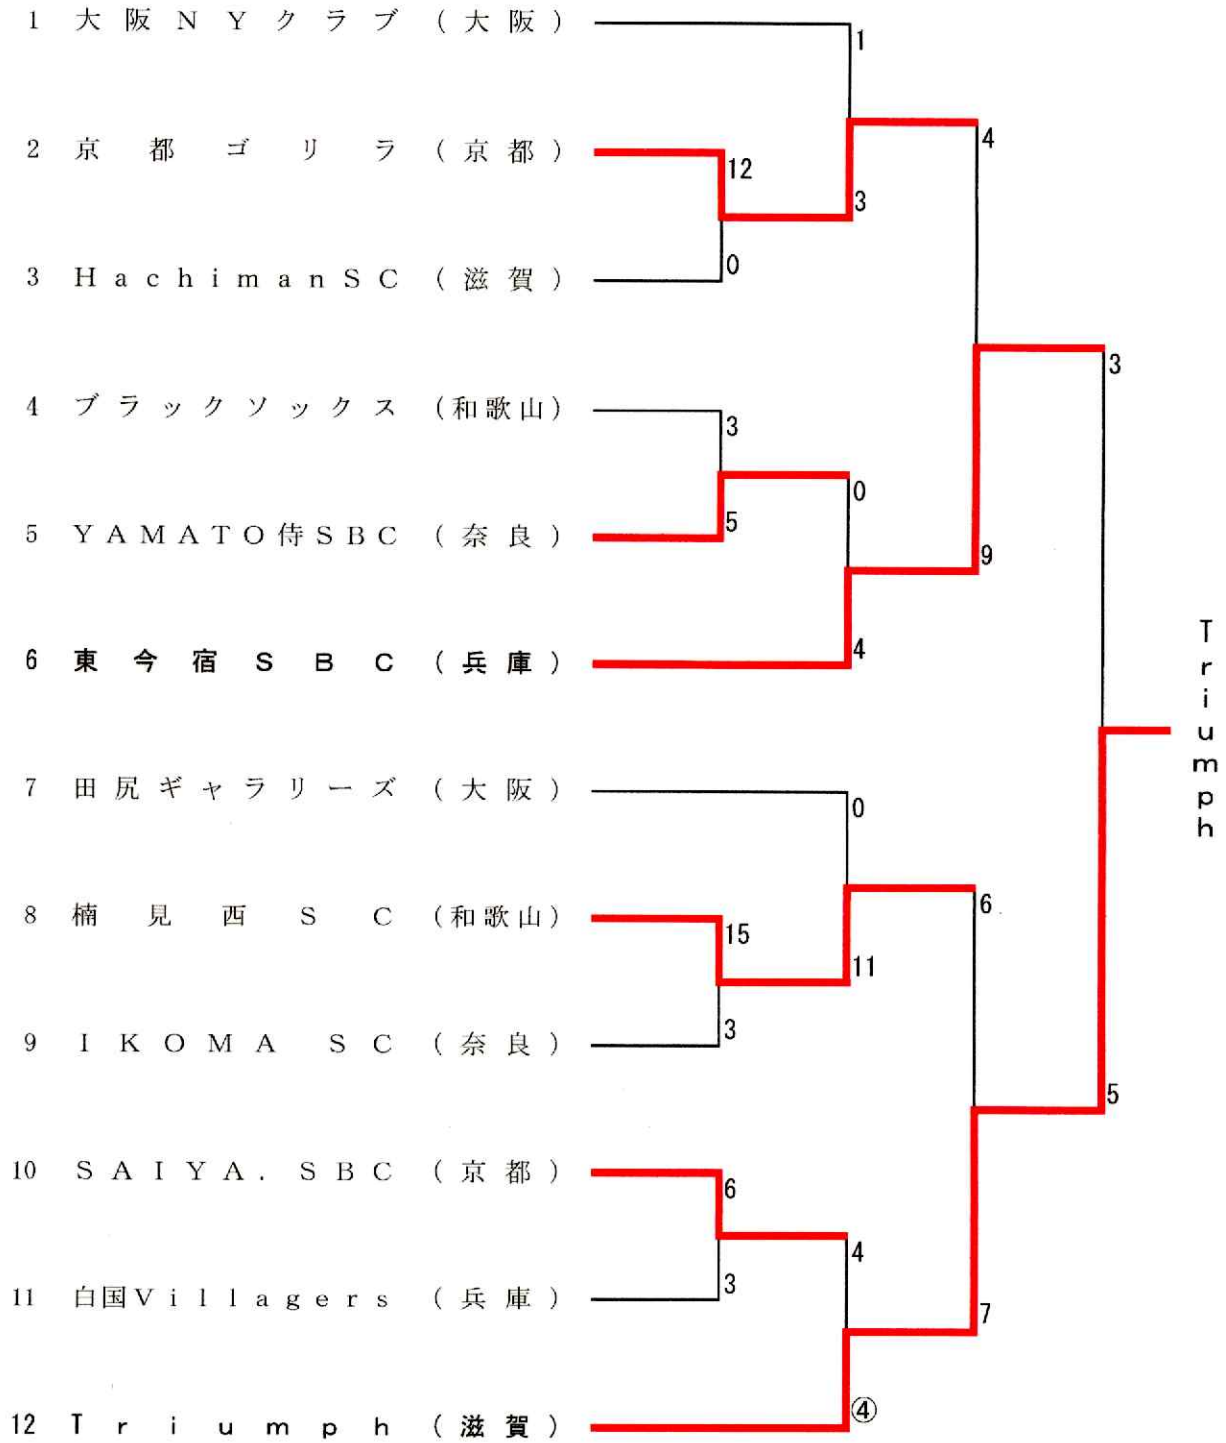 1 大阪NYクラブ (大阪)
1
4
2 京都ゴリラ (京都)
12
3
0
3 HachimanSC (滋賀)
3
4 ブラックソックス (和歌山)
3
0
5
5 YAMATO侍SBC (奈良)
9
6 東今宿SBC (兵庫)
4
Triumph
7 田尻ギャラリーズ (大阪)
0
6
8 楠見西SC (和歌山)
15
11
3
9 IKOMA SC (奈良)
5
10 SAIYA.SBC (京都)
6
4
3
11 白国Villagers (兵庫)
7
④
12 Triumph (滋賀)